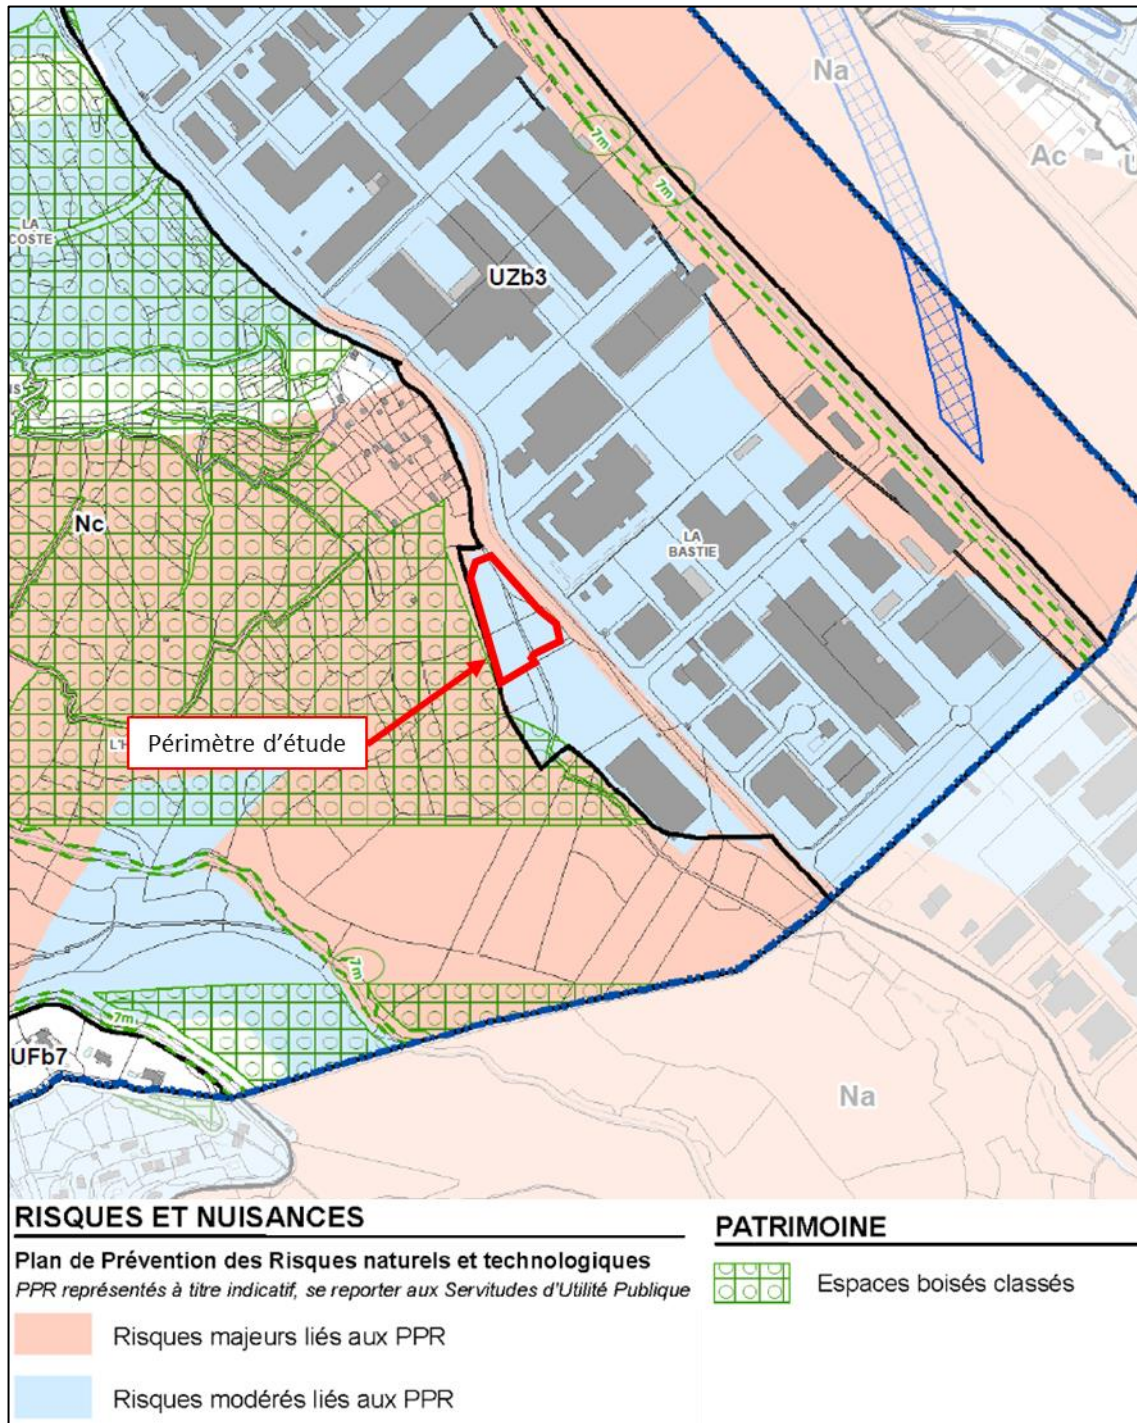 Na
Ac
U
7m
7m
LA
COSTE
UZb3
Nc
LA
BASTIE
Périmètre d'étude
L'H
7m
7m
UFb7
Na
RISQUES ET NUISANCES
Plan de Prévention des Risques naturels et technologiques
PPR représentés à titre indicatif, se reporter aux Servitudes d'Utilité Publique
Risques majeurs liés aux PPR
Risques modérés liés aux PPR
PATRIMOINE
Espaces boisés classés